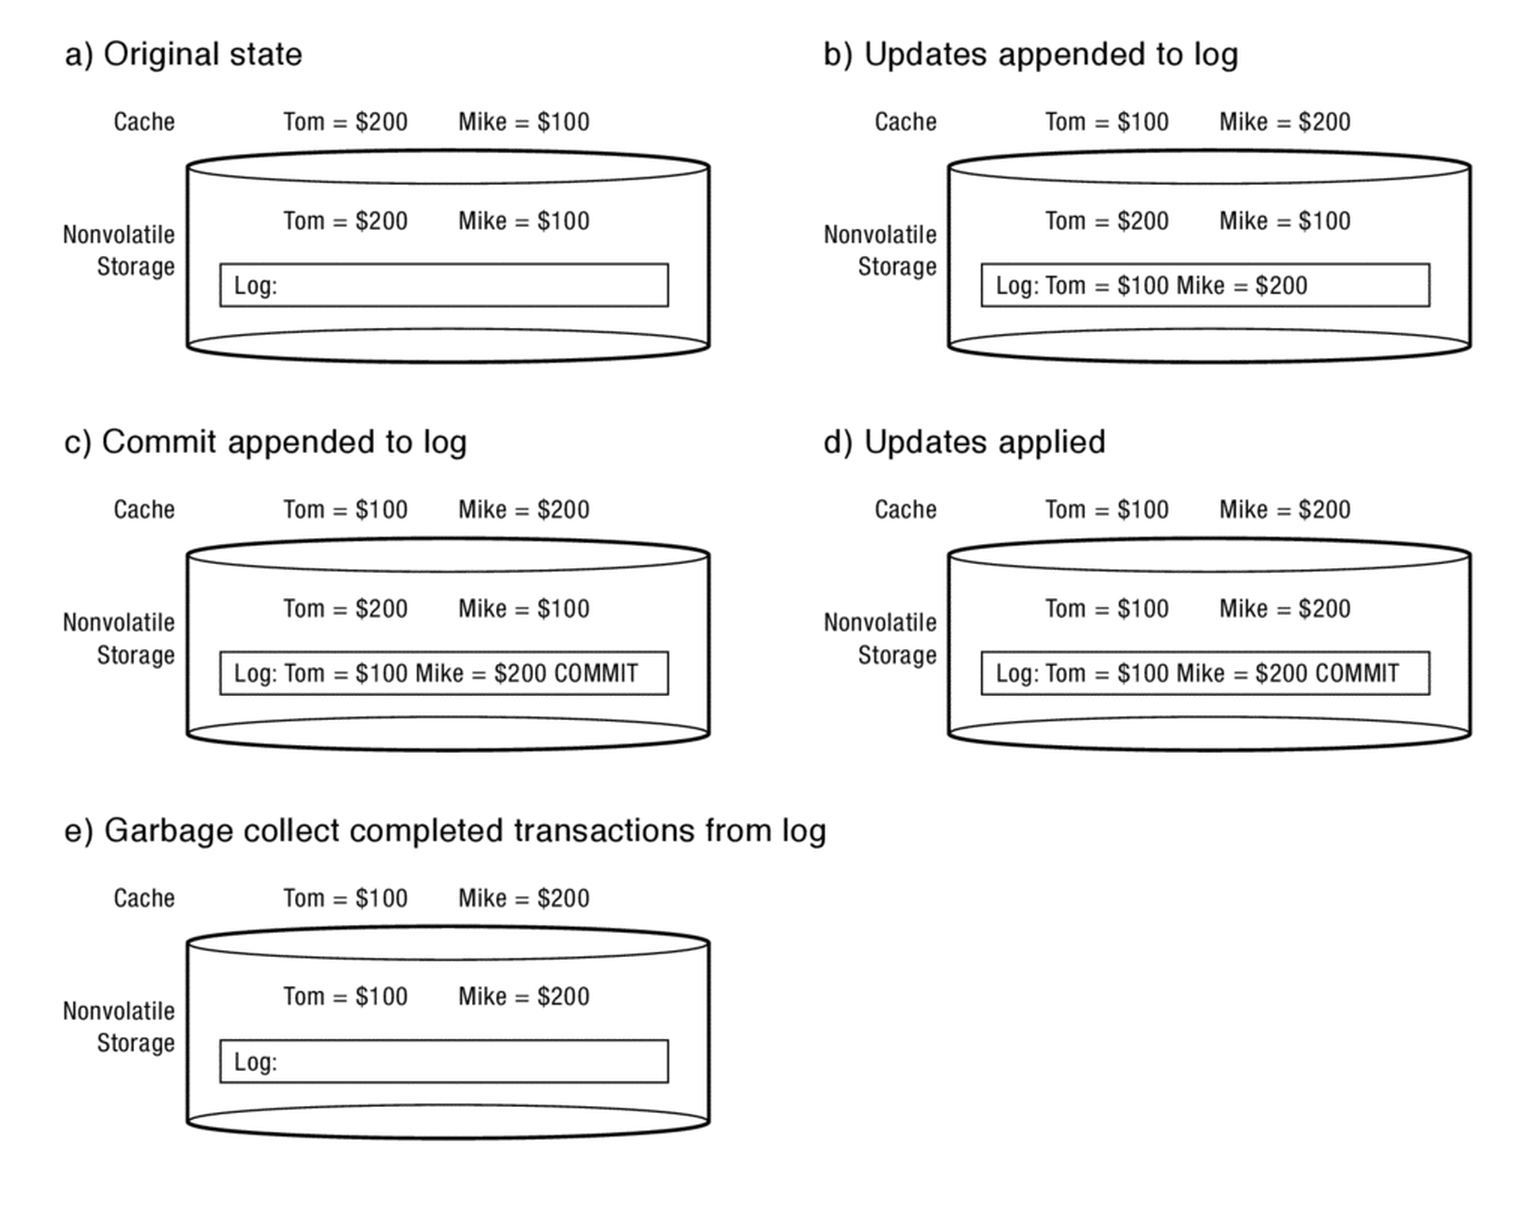 a) Original state
Cache Tom = $200 Mike = $100
Nonvolatile
Storage
Tom = $200 Mike = $100
Log:
b) Updates appended to log
Cache Tom = $100 Mike = $200
Nonvolatile
Storage
Tom = $200 Mike = $100
Log: Tom = $100 Mike = $200
c) Commit appended to log
Cache Tom = $100 Mike = $200
Nonvolatile
Storage
Tom = $200 Mike = $100
Log: Tom = $100 Mike = $200 COMMIT
d) Updates applied
Cache Tom = $100 Mike = $200
Nonvolatile
Storage
Tom = $100 Mike = $200
Log: Tom = $100 Mike = $200 COMMIT
e) Garbage collect completed transactions from log
Cache Tom = $100 Mike = $200
Nonvolatile
Storage
Tom = $100 Mike = $200
Log: